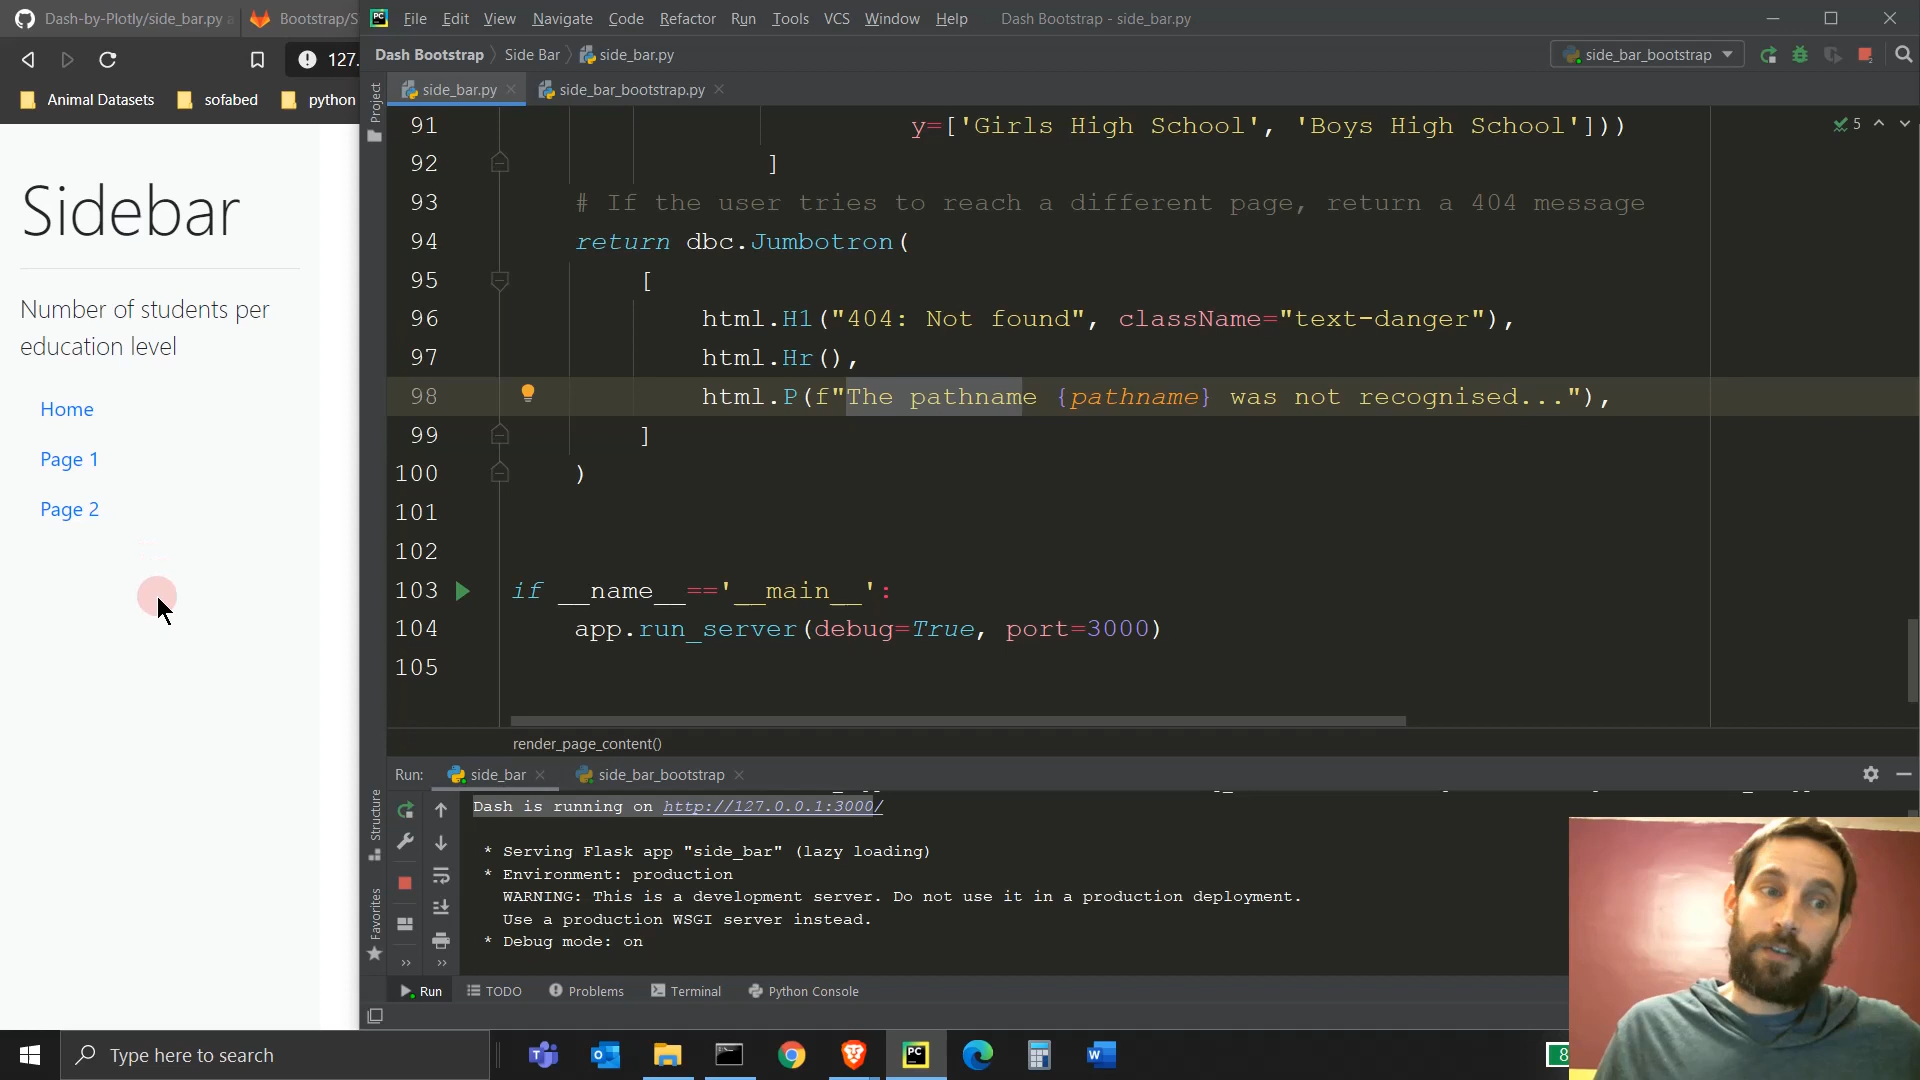 Dash-by-Plotly/side_bar.py a
Bootstrap/S
127.
Animal Datasets
sofabed
python
Sidebar
Number of students per
education level
Home
Page 1
Page 2
PC
File Edit View Navigate Code Refactor Run Tools VCS Window Help
Dash Bootstrap - side_bar.py
Dash Bootstrap Side Bar side_bar.py
side_bar_bootstrap
side_bar.py
side_bar_bootstrap.py
Project
5
91 y=['Girls High School', 'Boys High School']))
92 ]
93 # If the user tries to reach a different page, return a 404 message
94 return dbc.Jumbotron(
95 [
96 html.H1("404: Not found", className="text-danger"),
97 html.Hr(),
98 html.P(f"The pathname {pathname} was not recognised..."),
99 ]
100 )
101
102
103 if __name__=='__main__':
104 app.run_server(debug=True, port=3000)
105
render_page_content()
Run: side_bar side_bar_bootstrap
Structure
Favorites
Dash is running on http://127.0.0.1:3000/
* Serving Flask app "side_bar" (lazy loading)
* Environment: production
WARNING: This is a development server. Do not use it in a production deployment.
Use a production WSGI server instead.
* Debug mode: on
Run TODO Problems Terminal Python Console
Type here to search
PC
8